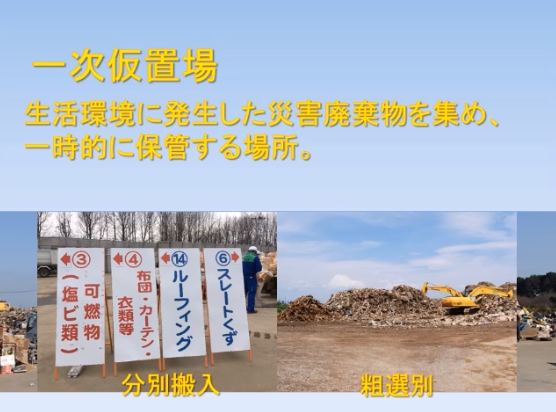 一次仮置場
生活環境に発生した災害廃棄物を集め、
一時的に保管する場所。
③
可燃物
(塩ビ類)
④
布団・カーテン・
衣類等
⑭
ルーフィング
⑥
スレートくず
分別搬入
粗選別